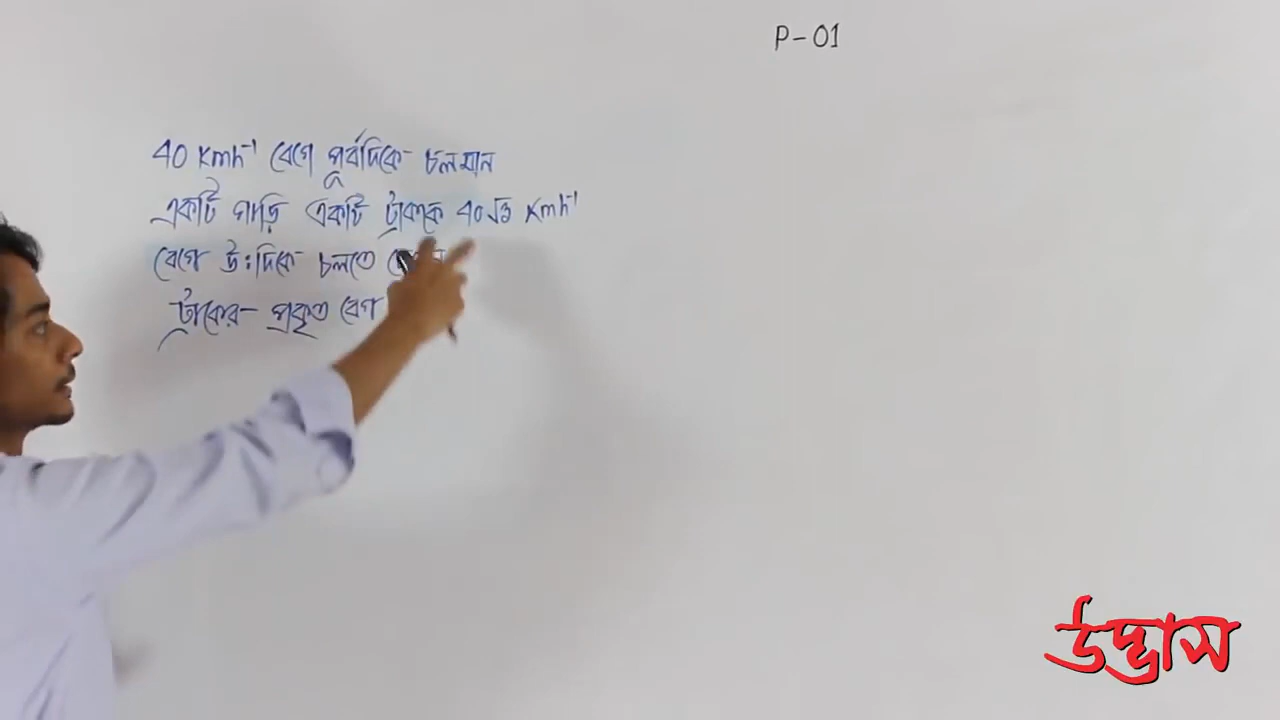 P-01
40 Kmh⁻¹ বেগে পূর্বদিকে চলমান
একটি গাড়ি একটি ট্রাককে 40√3 Kmh⁻¹
বেগে উঃদিকে চলতে
ট্রাকের প্রকৃত বেগ
উদ্ভাস